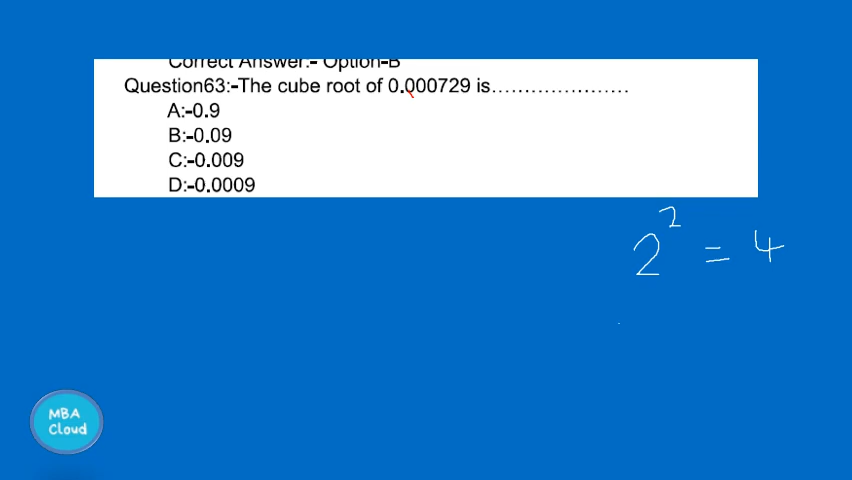 Correct Answer:- Option-B
Question63:-The cube root of 0.000729 is.....................
A:-0.9
B:-0.09
C:-0.009
D:-0.0009
2² = 4
MBA
Cloud